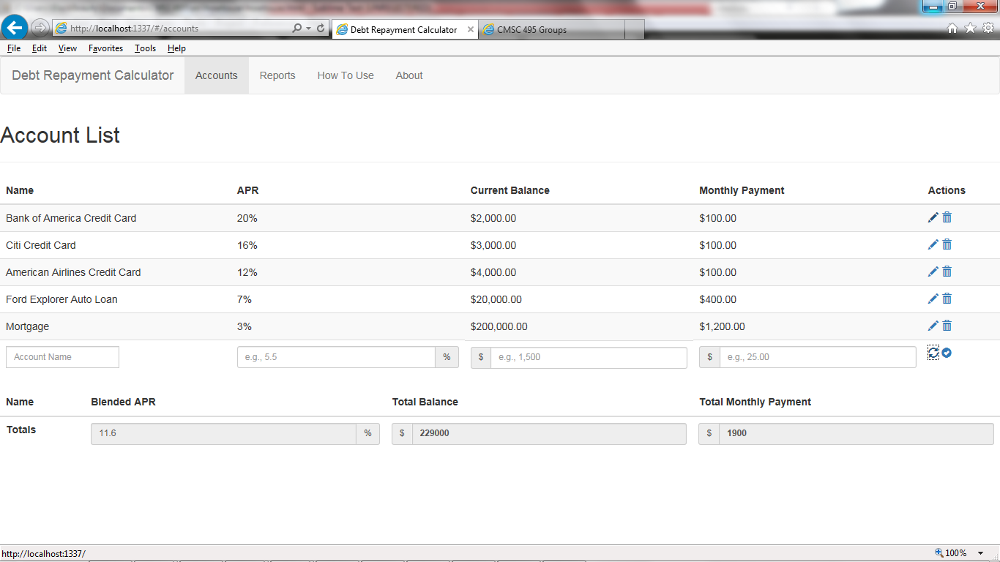 http://localhost:1337/#/accounts
Debt Repayment Calculator
CMSC 495 Groups
File Edit View Favorites Tools Help
Debt Repayment Calculator Accounts Reports How To Use About
Account List
Name APR Current Balance Monthly Payment Actions
Bank of America Credit Card 20% $2,000.00 $100.00
Citi Credit Card 16% $3,000.00 $100.00
American Airlines Credit Card 12% $4,000.00 $100.00
Ford Explorer Auto Loan 7% $20,000.00 $400.00
Mortgage 3% $200,000.00 $1,200.00
Account Name e.g., 5.5 % $ e.g., 1,500 $ e.g., 25.00
Name Blended APR Total Balance Total Monthly Payment
Totals 11.6 % $ 229000 $ 1900
http://localhost:1337/ 100%